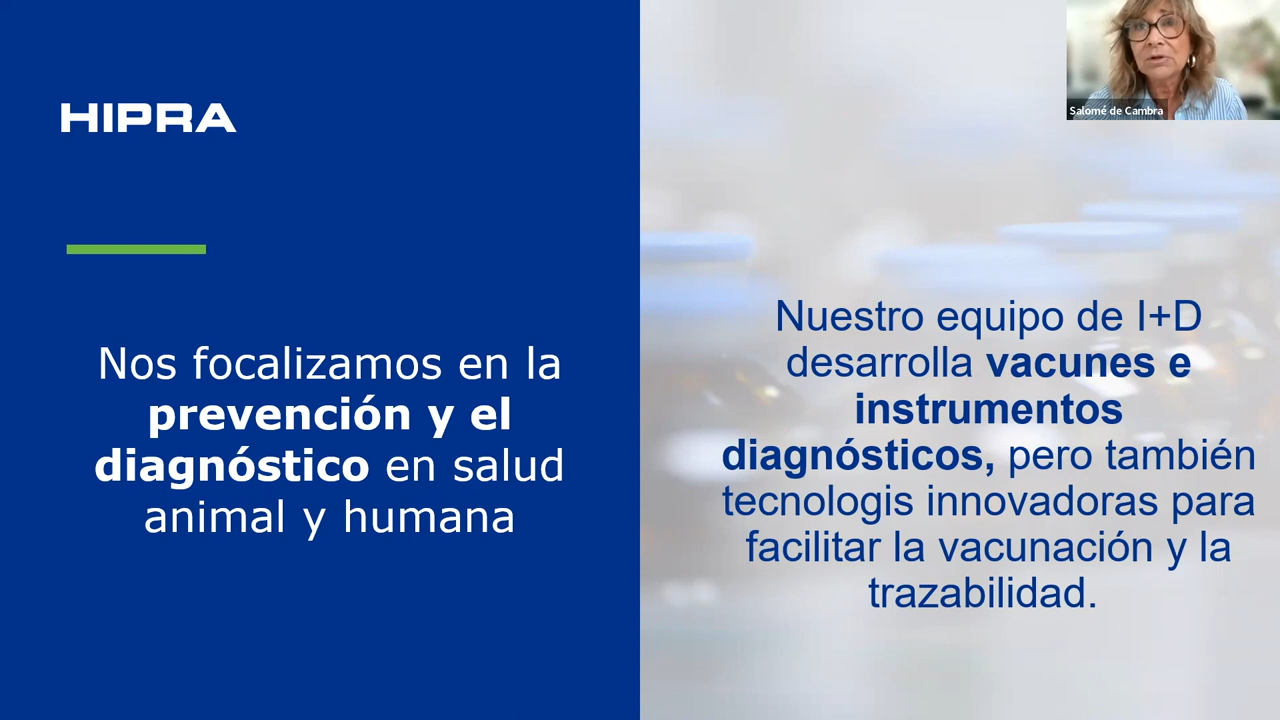 HIPRA
Nos focalizamos en la
prevención y el
diagnóstico en salud
animal y humana
Salomé de Cambra
Nuestro equipo de I+D
desarrolla vacunes e
instrumentos
diagnósticos, pero también
tecnologis innovadoras para
facilitar la vacunación y la
trazabilidad.